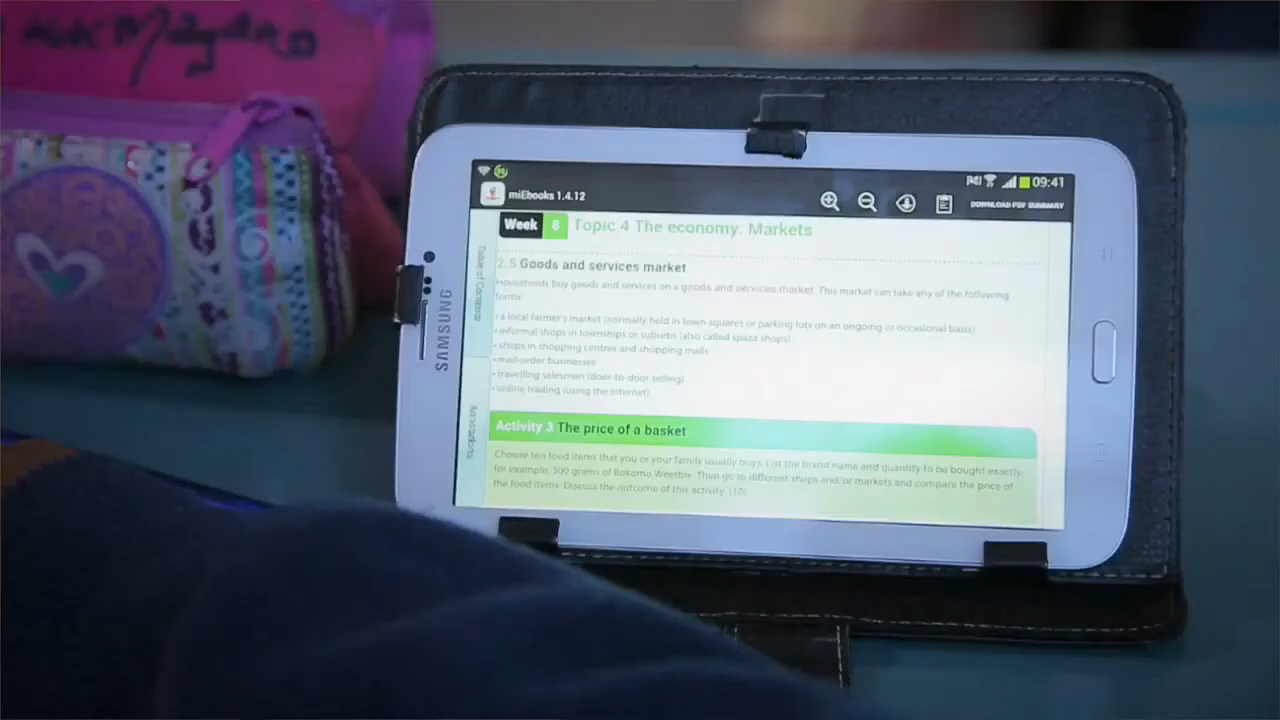 09:41
miEbooks 1.4.12
DOWNLOAD PDF SUMMARY
Week 8 Topic 4 The economy: Markets
2.5 Goods and services market
Households buy goods and services on a goods and services market. This market can take any of the following
forms:
• a local farmer's market (normally held in town squares or parking lots on an ongoing or occasional basis)
• informal shops in townships or suburbs (also called spaza shops)
• shops in shopping centres and shopping malls
• mail-order businesses
• travelling salesmen (door-to-door selling)
• online trading (using the internet).
Activity 3 The price of a basket
Choose ten food items that you or your family usually buys. List the brand name and quantity to be bought exactly
for example, 500 grams of Bokomo Weetbix. Then go to different shops and/or markets and compare the price of
the food items. Discuss the outcome of this activity. (10)
Table of Contents
Annotations
SAMSUNG